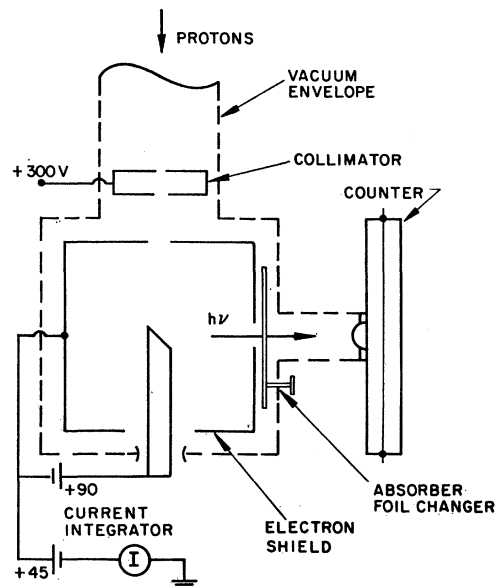 PROTONS
VACUUM
ENVELOPE
COLLIMATOR
+300V
COUNTER
hν
+90
CURRENT
INTEGRATOR
+45
I
ELECTRON
SHIELD
ABSORBER
FOIL CHANGER